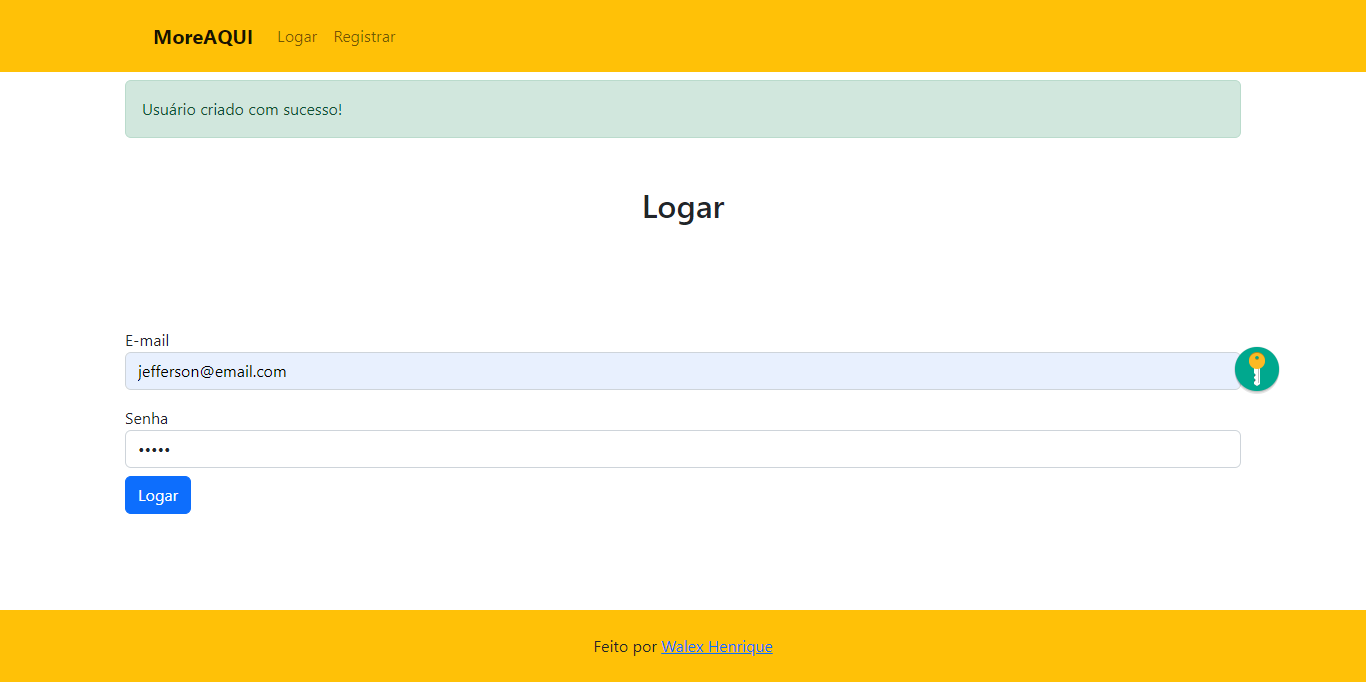 MoreAQUI Logar Registrar
Usuário criado com sucesso!
Logar
E-mail
jefferson@email.com
Senha
•••••
Logar
Feito por Walex Henrique